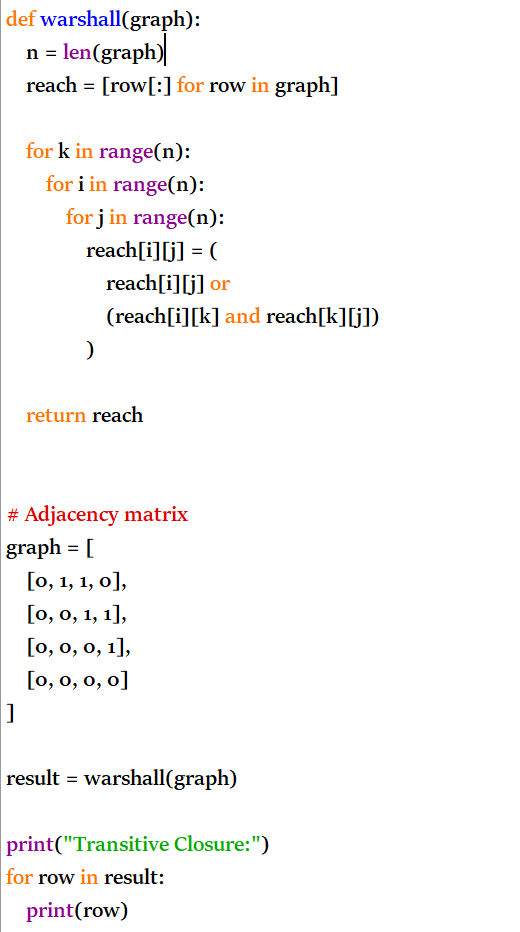 def warshall(graph):
    n = len(graph)
    reach = [row[:] for row in graph]

    for k in range(n):
        for i in range(n):
            for j in range(n):
                reach[i][j] = (
                    reach[i][j] or
                    (reach[i][k] and reach[k][j])
                )

    return reach


# Adjacency matrix
graph = [
    [0, 1, 1, 0],
    [0, 0, 1, 1],
    [0, 0, 0, 1],
    [0, 0, 0, 0]
]

result = warshall(graph)

print("Transitive Closure:")
for row in result:
    print(row)